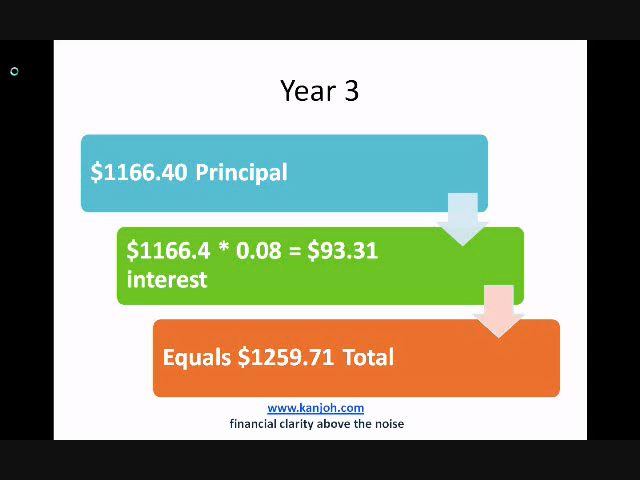 Year 3
$1166.40 Principal
$1166.4 * 0.08 = $93.31
interest
Equals $1259.71 Total
www.kanjoh.com
financial clarity above the noise